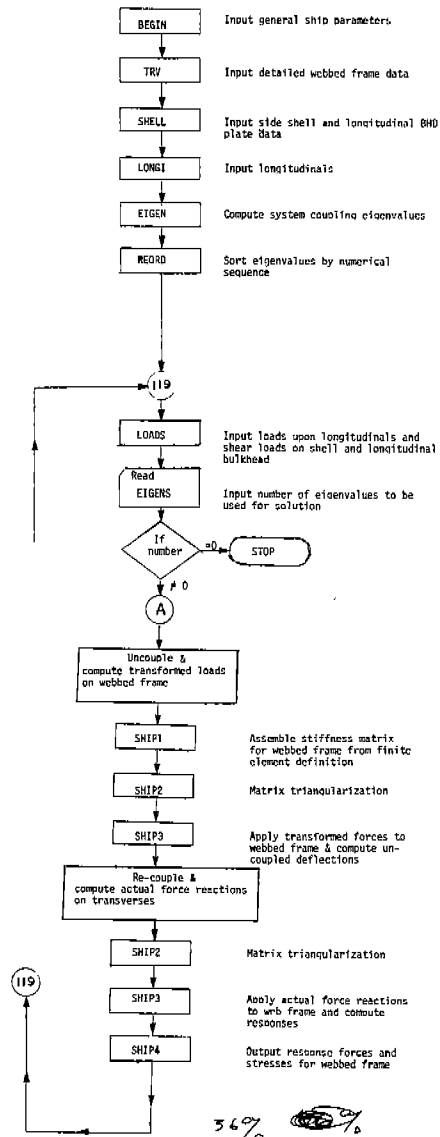 BEGIN
Input general ship parameters
TRV
Input detailed webbed frame data
SHELL
Input side shell and longitudinal BHD
plate data
LONGI
Input longitudinals
EIGEN
Compute system coupling eigenvalues
REORD
Sort eigenvalues by numerical
sequence
119
LOADS
Input loads upon longitudinals and
shear loads on shell and longitudinal
bulkhead
Read
EIGENS
Input number of eigenvalues to be
used for solution
If
number
=0
STOP
≠ 0
A
Uncouple &
compute transformed loads
on webbed frame
SHIP1
Assemble stiffness matrix
for webbed frame from finite
element definition
SHIP2
Matrix triangularization
SHIP3
Apply transformed forces to
webbed frame & compute un-
coupled deflections
Re-couple &
compute actual force reactions
on transverses
SHIP2
Matrix triangularization
119
SHIP3
Apply actual force reactions
to web frame and compute
responses
SHIP4
Output response forces and
stresses for webbed frame
36%